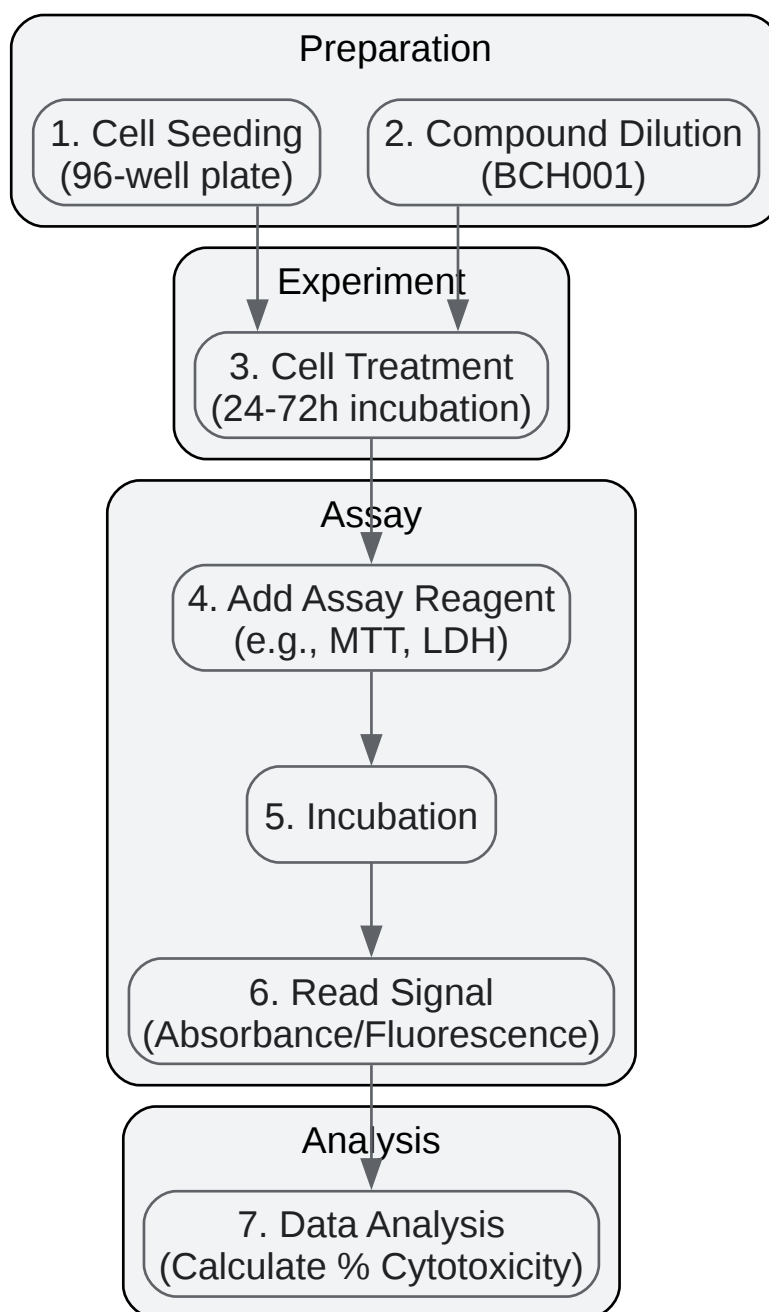 Preparation
1. Cell Seeding
(96-well plate)
2. Compound Dilution
(BCH001)
Experiment
3. Cell Treatment
(24-72h incubation)
Assay
4. Add Assay Reagent
(e.g., MTT, LDH)
5. Incubation
6. Read Signal
(Absorbance/Fluorescence)
Analysis
7. Data Analysis
(Calculate % Cytotoxicity)